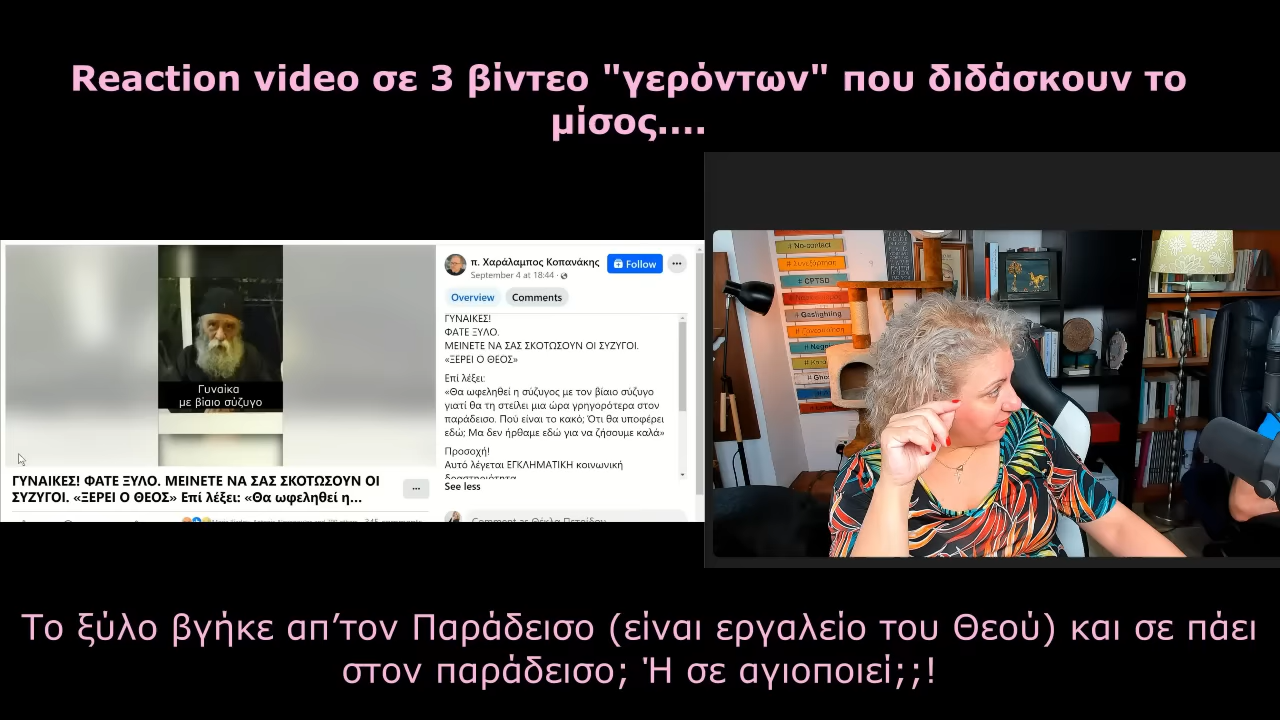 Reaction video σε 3 βίντεο "γερόντων" που διδάσκουν το
μίσος....
Γυναίκα
με βίαιο σύζυγο
ΓΥΝΑΙΚΕΣ! ΦΑΤΕ ΞΥΛΟ. ΜΕΙΝΕΤΕ ΝΑ ΣΑΣ ΣΚΟΤΩΣΟΥΝ ΟΙ
ΣΥΖΥΓΟΙ. «ΞΕΡΕΙ Ο ΘΕΟΣ» Επί λέξει: «Θα ωφεληθεί η...
π. Χαράλαμπος Κοπανάκης
Follow
September 4 at 18:44
Overview
Comments
ΓΥΝΑΙΚΕΣ!
ΦΑΤΕ ΞΥΛΟ.
ΜΕΙΝΕΤΕ ΝΑ ΣΑΣ ΣΚΟΤΩΣΟΥΝ ΟΙ ΣΥΖΥΓΟΙ.
«ΞΕΡΕΙ Ο ΘΕΟΣ»
Επί λέξει:
«Θα ωφεληθεί η σύζυγος με τον βίαιο σύζυγο
γιατί θα τη στείλει μια ώρα γρηγορότερα στον
παράδεισο. Πού είναι το κακό; Ότι θα υποφέρει
εδώ; Μα δεν ήρθαμε εδώ για να ζήσουμε καλά»
Προσοχή!
Αυτό λέγεται ΕΓΚΛΗΜΑΤΙΚΗ κοινωνική
See less
# No-contact
# CPTSD
# Gaslighting
Το ξύλο βγήκε απ’τον Παράδεισο (είναι εργαλείο του Θεού) και σε πάει
στον παράδεισο; Ή σε αγιοποιεί;;!